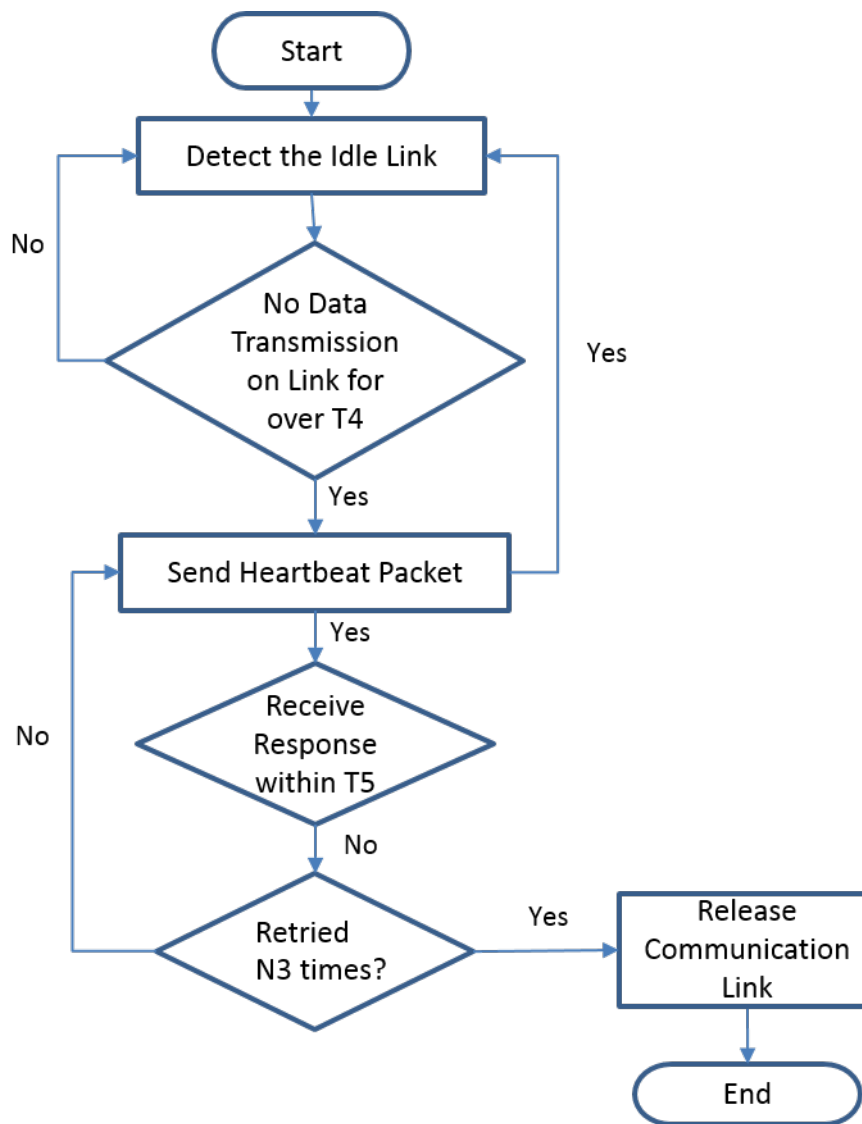 Start
Detect the Idle Link
No
No Data
Transmission
on Link for
over T4
Yes
Yes
Send Heartbeat Packet
Yes
Receive
Response
within T5
No
No
Retried
N3 times?
Yes
Release
Communication
Link
End